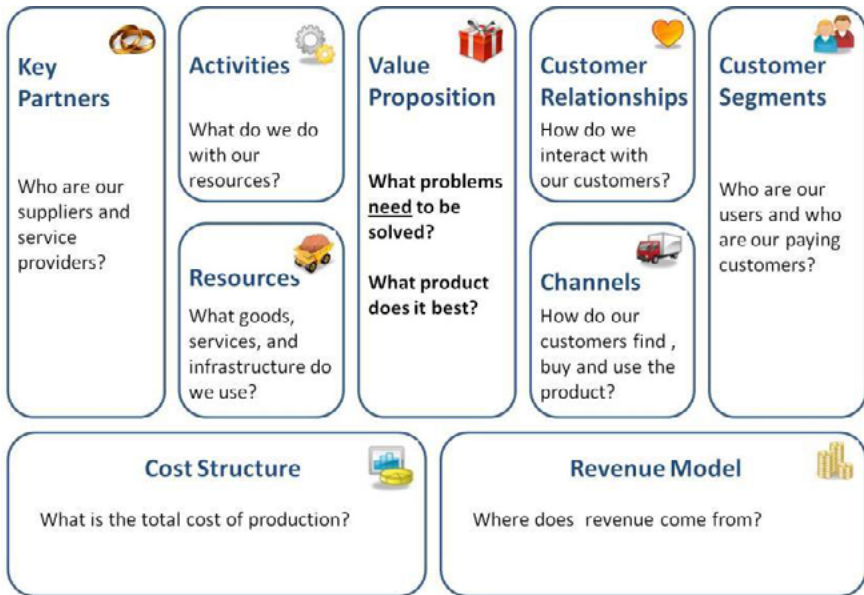 Key
Partners
Who are our
suppliers and
service
providers?
Activities
What do we do
with our
resources?
Resources
What goods,
services, and
infrastructure do
we use?
Value
Proposition
What problems
need to be
solved?
What product
does it best?
Customer
Relationships
How do we
interact with
our customers?
Channels
How do our
customers find ,
buy and use the
product?
Customer
Segments
Who are our
users and who
are our paying
customers?
Cost Structure
What is the total cost of production?
Revenue Model
Where does  revenue come from?